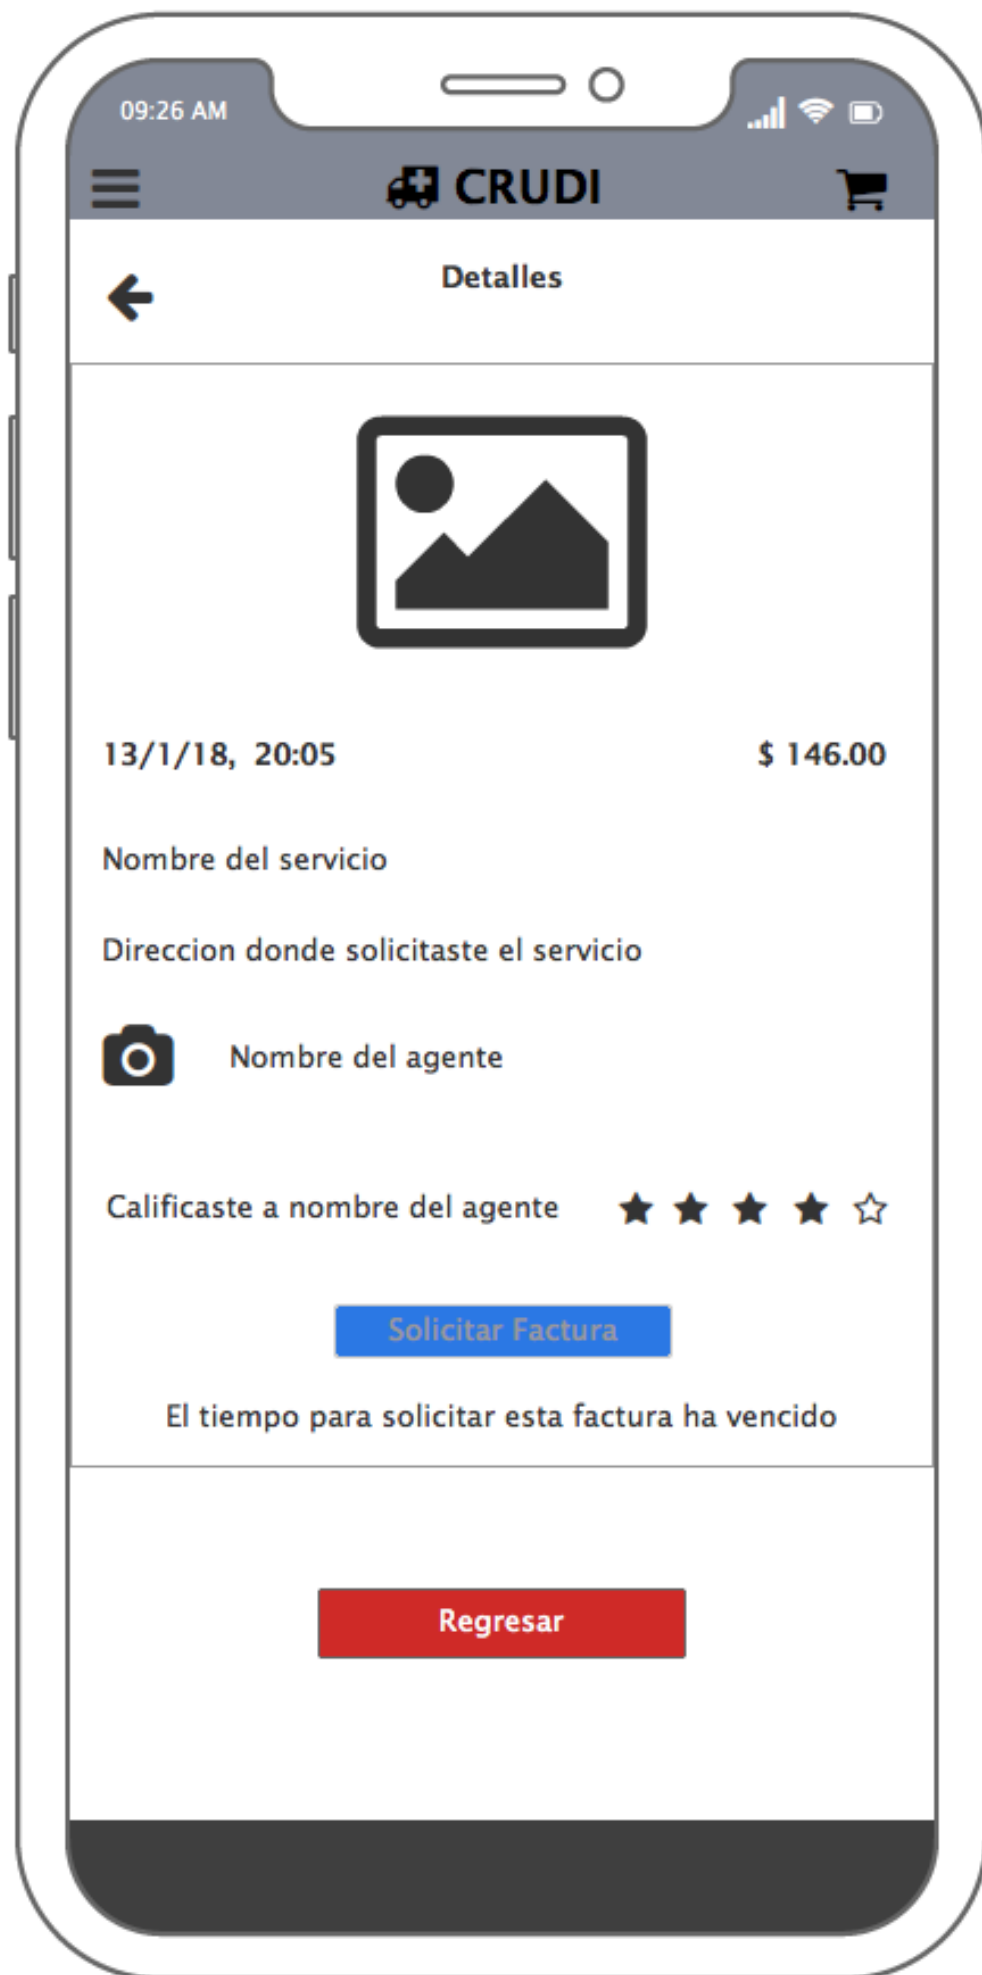 09:26 AM
CRUDI
Detalles
13/1/18, 20:05 $ 146.00
Nombre del servicio
Direccion donde solicitaste el servicio
Nombre del agente
Calificaste a nombre del agente
Solicitar Factura
El tiempo para solicitar esta factura ha vencido
Regresar